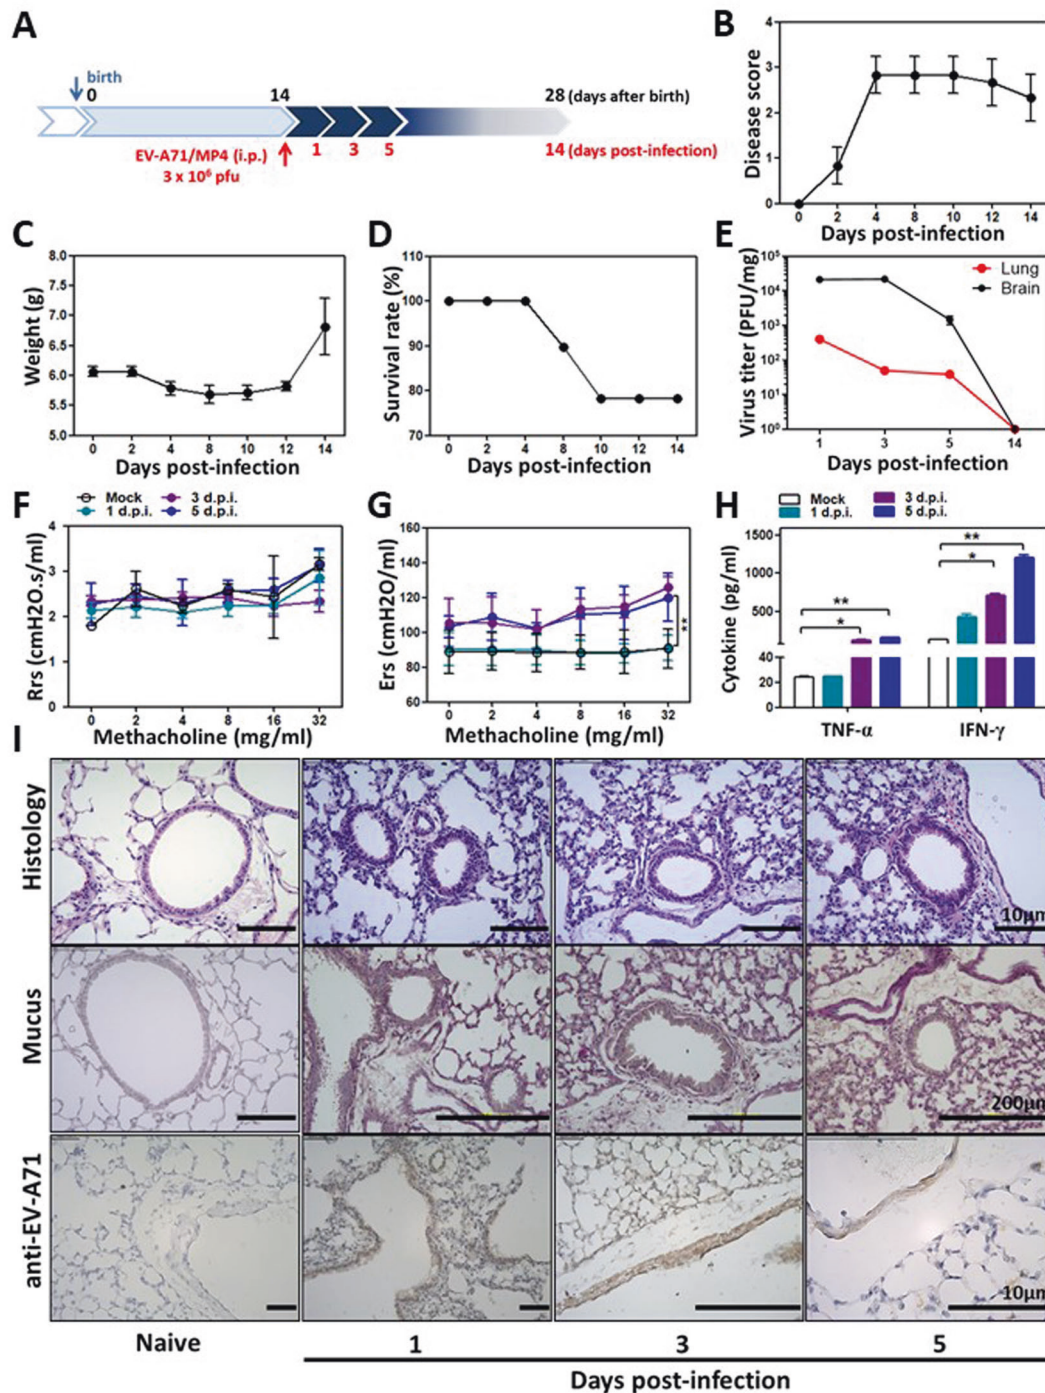 A
birth
0
14
28 (days after birth)
EV-A71/MP4 (i.p.)
3 x 10⁶ pfu
1
3
5
14 (days post-infection)
B
Disease score
4
3
2
1
0
0 2 4 8 10 12 14
Days post-infection
C
Weight (g)
8.0
7.5
7.0
6.5
6.0
5.5
5.0
0 2 4 8 10 12 14
Days post-infection
D
Survival rate (%)
110
100
90
80
70
0 2 4 8 10 12 14
Days post-infection
E
Virus titer (PFU/mg)
10⁵
10⁴
10³
10²
10¹
10⁰
Lung
Brain
1 3 5 14
Days post-infection
F
Mock
1 d.p.i.
3 d.p.i.
5 d.p.i.
Rrs (cmH2O.s/ml)
4
3
2
1
0
0 2 4 8 16 32
Methacholine (mg/ml)
G
Mock
1 d.p.i.
3 d.p.i.
5 d.p.i.
Ers (cmH2O/ml)
160
140
120
100
80
60
**
0 2 4 8 16 32
Methacholine (mg/ml)
H
Mock
1 d.p.i.
3 d.p.i.
5 d.p.i.
Cytokine (pg/ml)
1500
1000
500
40
20
0
**
*
**
*
TNF-α
IFN-γ
I
Histology
10μm
Mucus
200μm
anti-EV-A71
10μm
Naive
1
3
5
Days post-infection